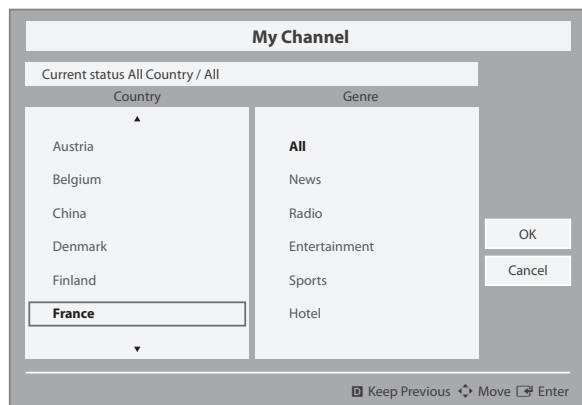 My Channel
Current status All Country / All
Country Genre
Austria All
Belgium News
China Radio
Denmark Entertainment
Finland Sports
France Hotel
OK
Cancel
D Keep Previous Move Enter